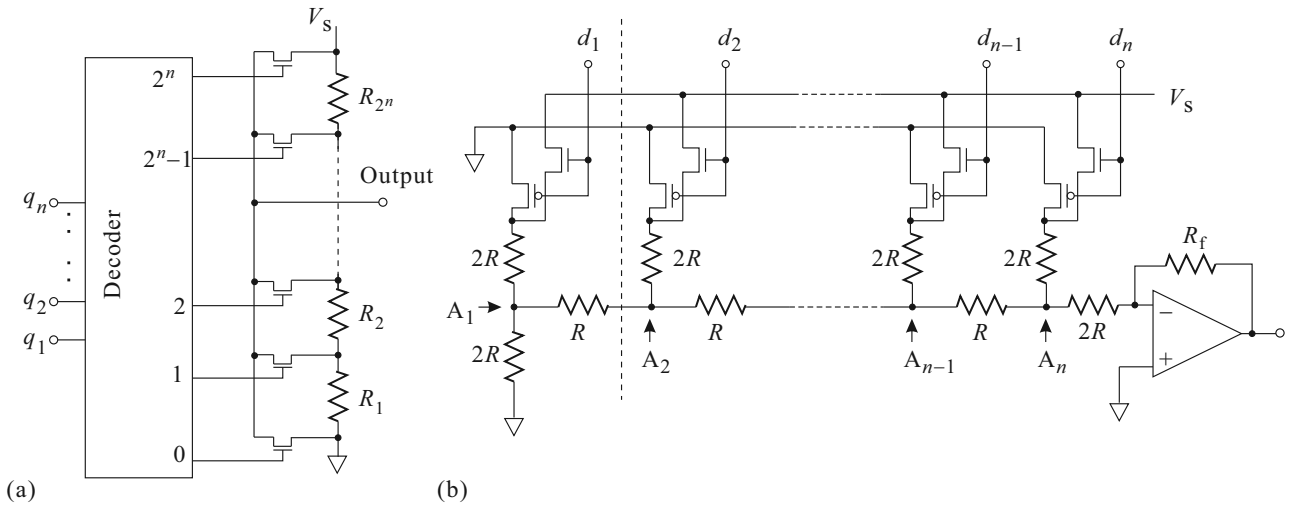 V_S
2^n
R_{2^n}
2^n−1
Output
q_n
Decoder
q_2
2
R_2
q_1
1
R_1
0
(a)
d_1
d_2
d_{n−1}
d_n
V_S
2R
2R
2R
2R
R_f
A_1
R
R
R
2R
−
2R
A_2
A_{n−1}
A_n
+
(b)